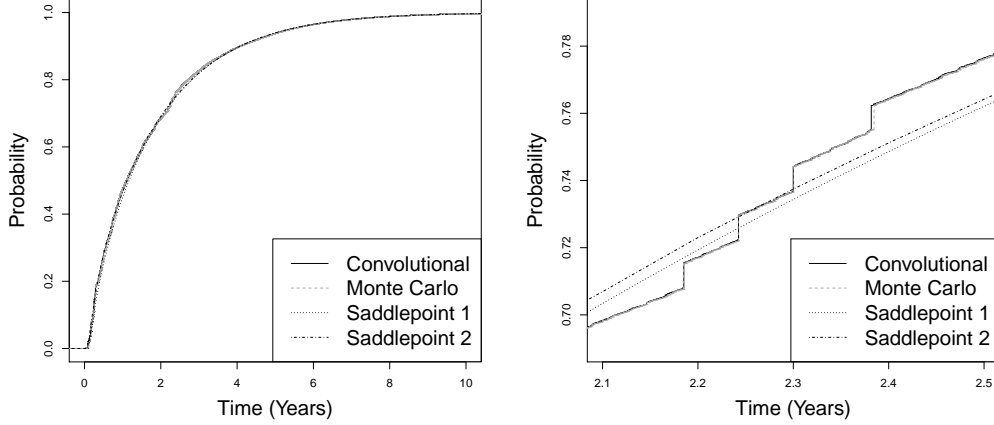 1.0
0.8
0.6
0.4
0.2
0.0
Probability
0 2 4 6 8 10
Time (Years)
Convolutional
Monte Carlo
Saddlepoint 1
Saddlepoint 2
0.78
0.76
0.74
0.72
0.70
Probability
2.1 2.2 2.3 2.4 2.5
Time (Years)
Convolutional
Monte Carlo
Saddlepoint 1
Saddlepoint 2